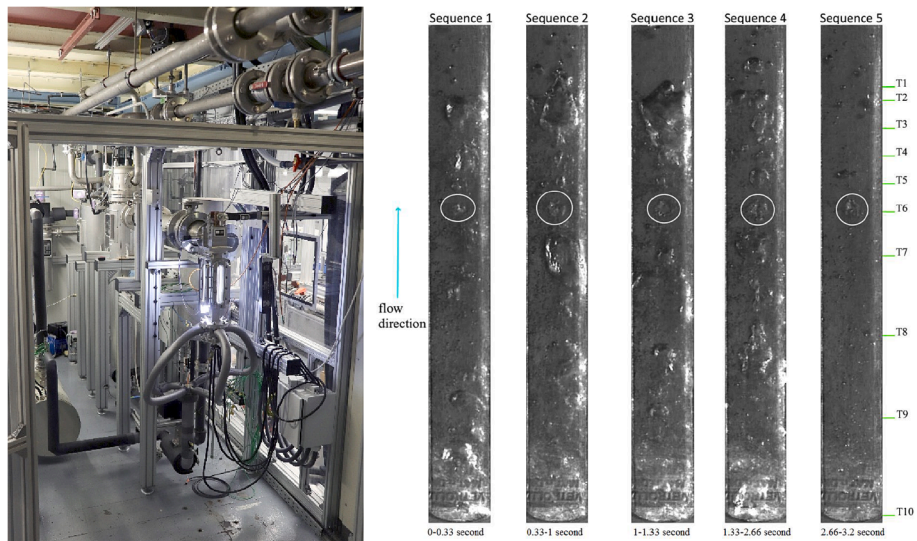 Sequence 1
Sequence 2
Sequence 3
Sequence 4
Sequence 5
T1
T2
T3
T4
T5
T6
T7
T8
T9
T10
flow
direction
0-0.33 second
0.33-1 second
1-1.33 second
1.33-2.66 second
2.66-3.2 second